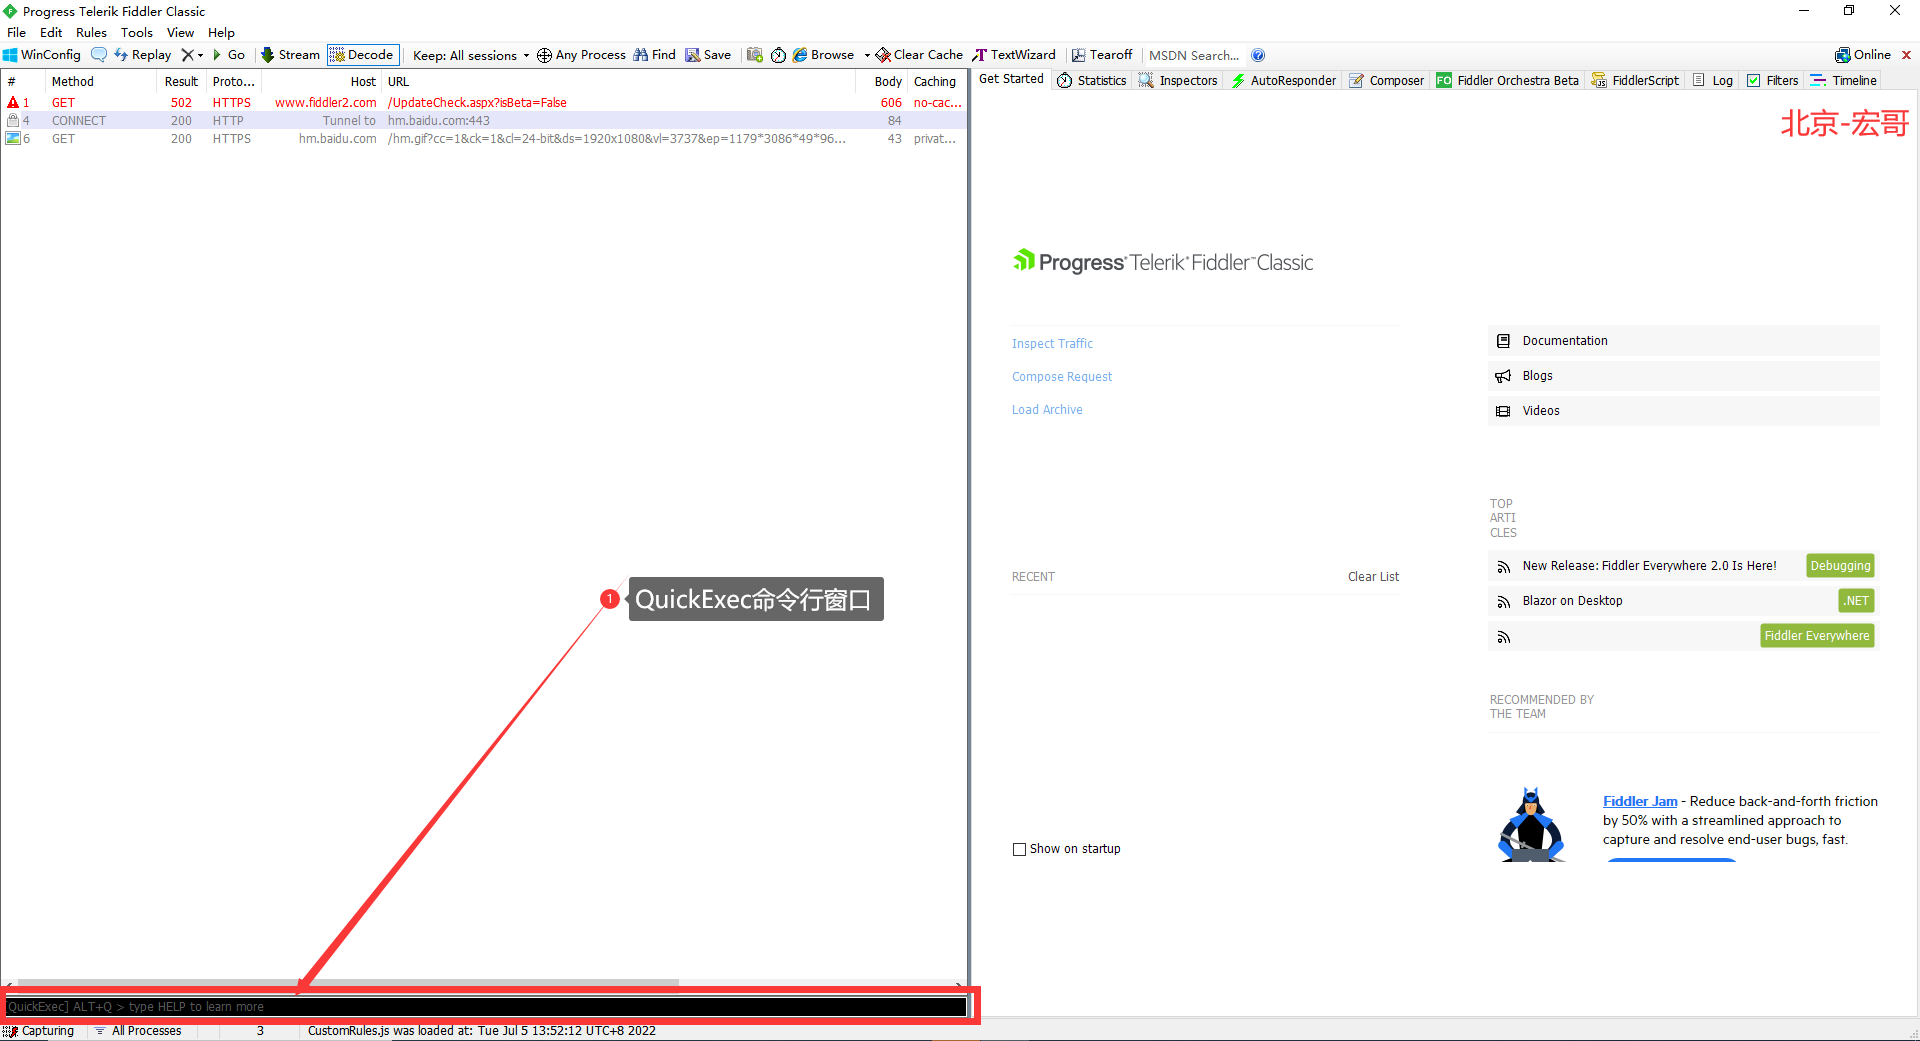 Progress Telerik Fiddler Classic
File Edit Rules Tools View Help
WinConfig Replay Go Stream Decode Keep: All sessions Any Process Find Save Browse Clear Cache TextWizard Tearoff MSDN Search... Online
# Method Result Proto... Host URL Body Caching
1 GET 502 HTTPS www.fiddler2.com /UpdateCheck.aspx?isBeta=False 606 no-cac...
4 CONNECT 200 HTTP Tunnel to hm.baidu.com:443 84
6 GET 200 HTTPS hm.baidu.com /hm.gif?cc=1&ck=1&cl=24-bit&ds=1920x1080&vl=3737&ep=1179*3086*49*96... 43 privat...
1 QuickExec命令行窗口
QuickExec] ALT+Q > type HELP to learn more
Capturing All Processes 3 CustomRules.js was loaded at: Tue Jul 5 13:52:12 UTC+8 2022
Get Started Statistics Inspectors AutoResponder Composer FO Fiddler Orchestra Beta FiddlerScript Log Filters Timeline
北京-宏哥
Progress Telerik Fiddler Classic
Inspect Traffic
Compose Request
Load Archive
RECENT Clear List
Show on startup
Documentation
Blogs
Videos
TOP
ARTI
CLES
New Release: Fiddler Everywhere 2.0 Is Here! Debugging
Blazor on Desktop .NET
Fiddler Everywhere
RECOMMENDED BY
THE TEAM
Fiddler Jam - Reduce back-and-forth friction
by 50% with a streamlined approach to
capture and resolve end-user bugs, fast.